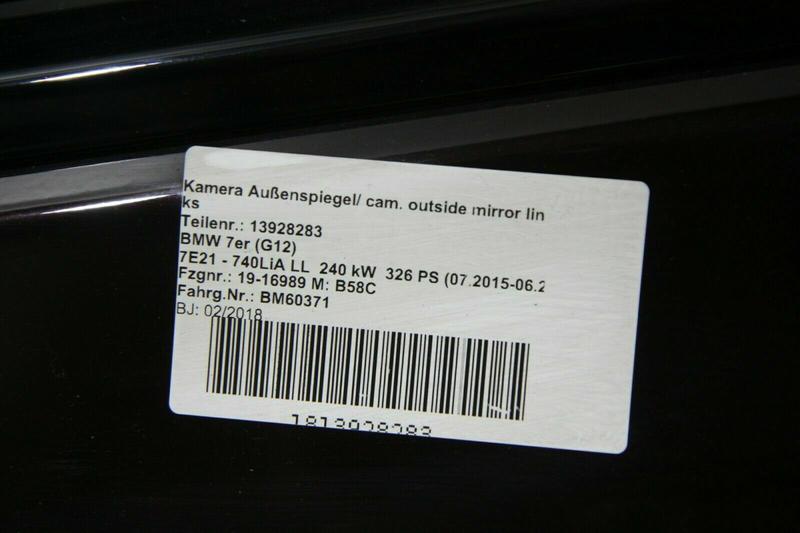 Kamera Außenspiegel/ cam. outside mirror lin
ks
Teilenr.: 13928283
BMW 7er (G12)
7E21 - 740LiA LL 240 kW 326 PS (07.2015-06.2
Fzgnr.: 19-16989 M: B58C
Fahrg.Nr.: BM60371
BJ: 02/2018
1813928283